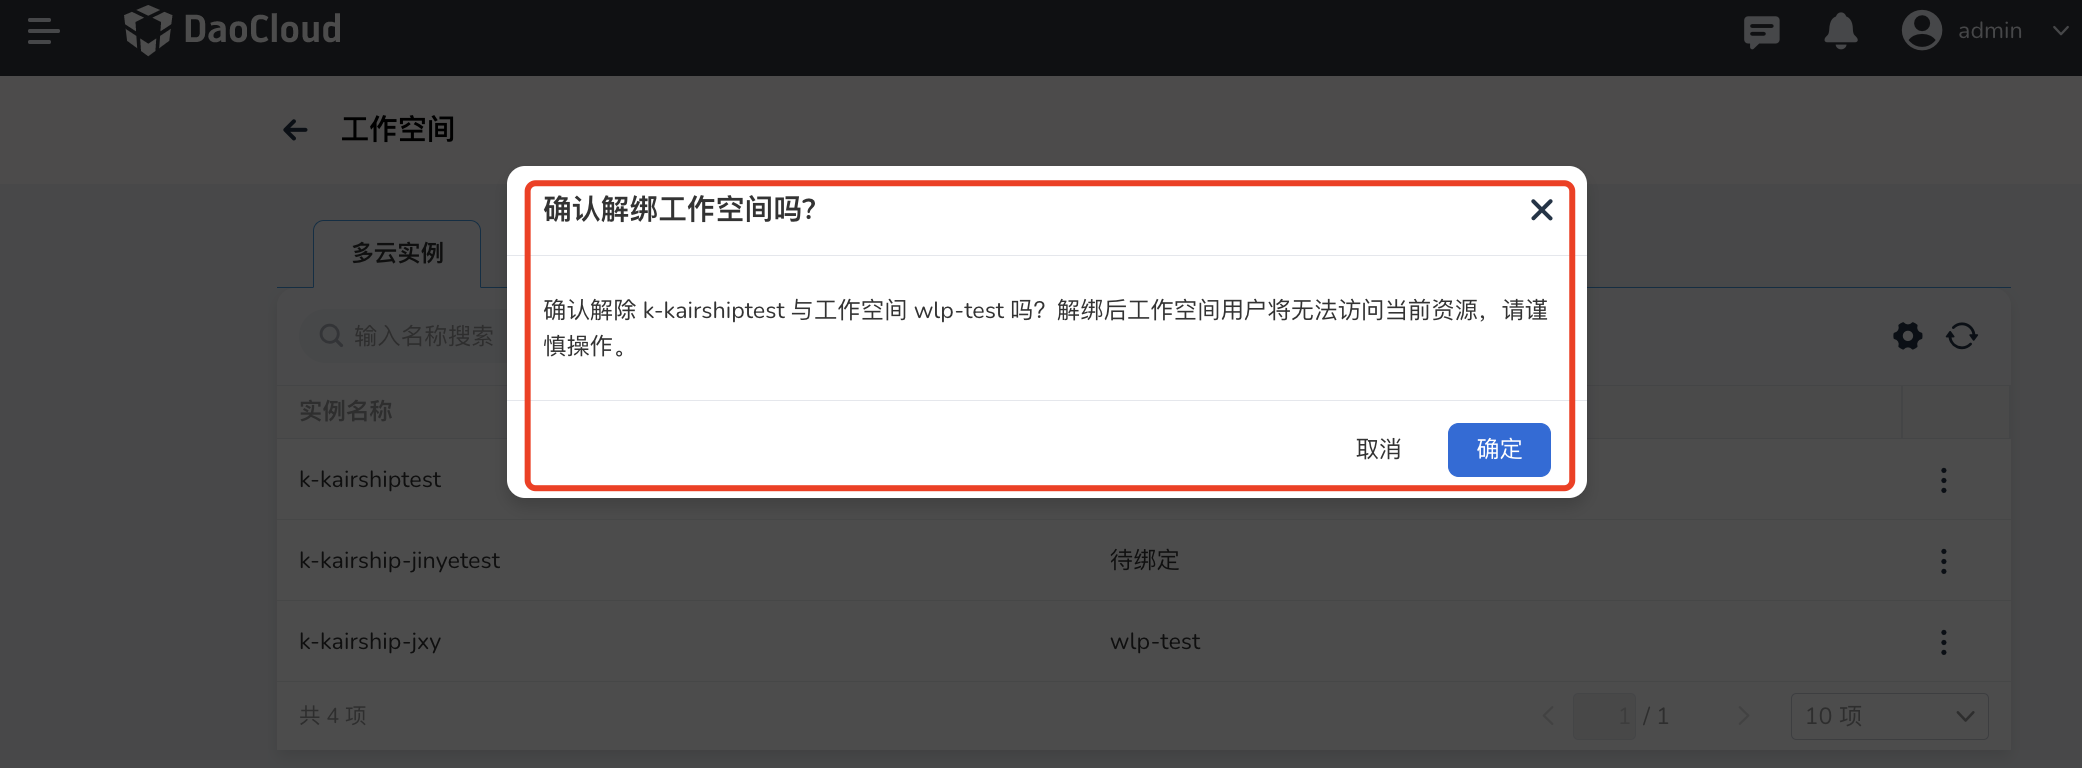 DaoCloud
admin
工作空间
确认解绑工作空间吗?
多云实例
确认解除 k-kairshiptest 与工作空间 wlp-test 吗？解绑后工作空间用户将无法访问当前资源，请谨
慎操作。
输入名称搜索
实例名称
取消
确定
k-kairshiptest
k-kairship-jinyetest
待绑定
k-kairship-jxy
wlp-test
共 4 项
1 / 1
10 项